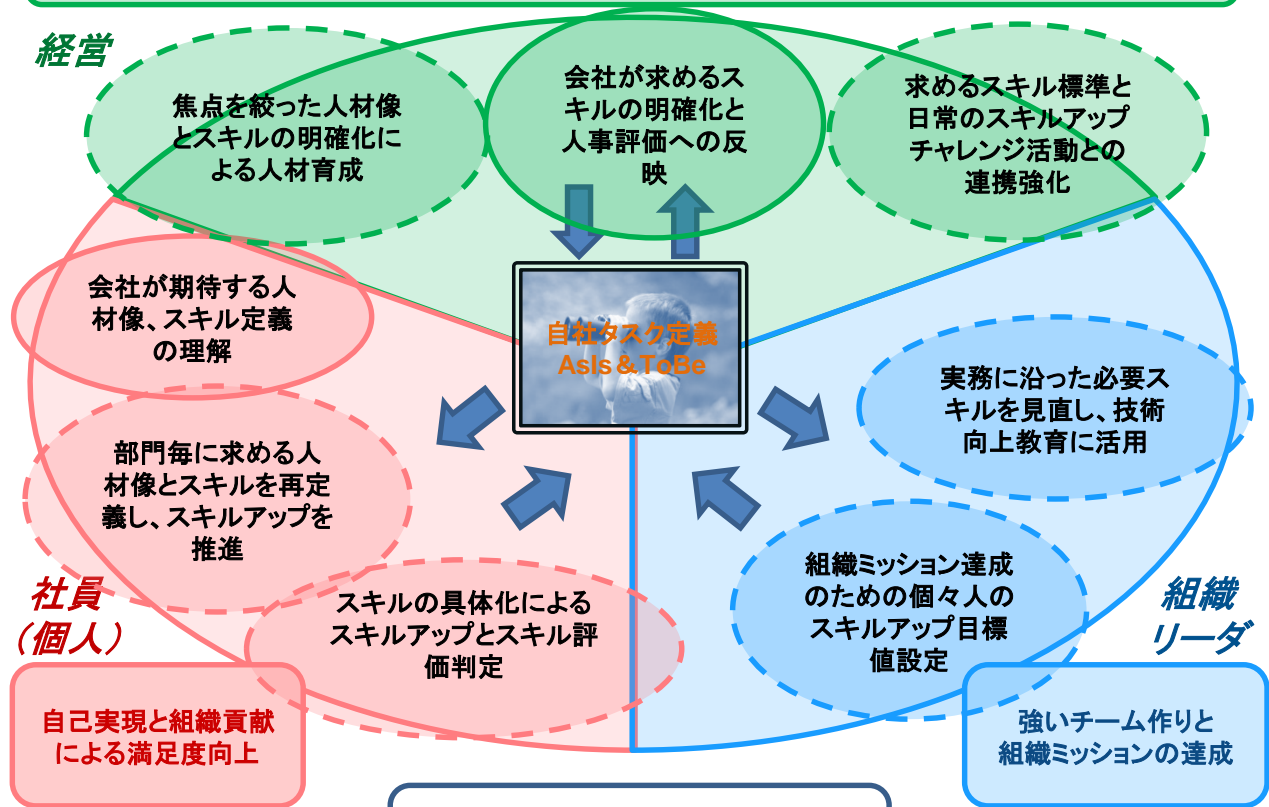 経営
焦点を絞った人材像
とスキルの明確化に
よる人材育成
会社が求めるス
キルの明確化と
人事評価への反
映
求めるスキル標準と
日常のスキルアップ
チャレンジ活動との
連携強化
会社が期待する人
材像、スキル定義
の理解
自社タスク定義
AsIs＆ToBe
実務に沿った必要ス
キルを見直し、技術
向上教育に活用
部門毎に求める人
材像とスキルを再定
義し、スキルアップを
推進
社員
（個人）
スキルの具体化による
スキルアップとスキル評
価判定
組織ミッション達成
のための個々人の
スキルアップ目標
値設定
組織
リーダ
自己実現と組織貢献
による満足度向上
強いチーム作りと
組織ミッションの達成